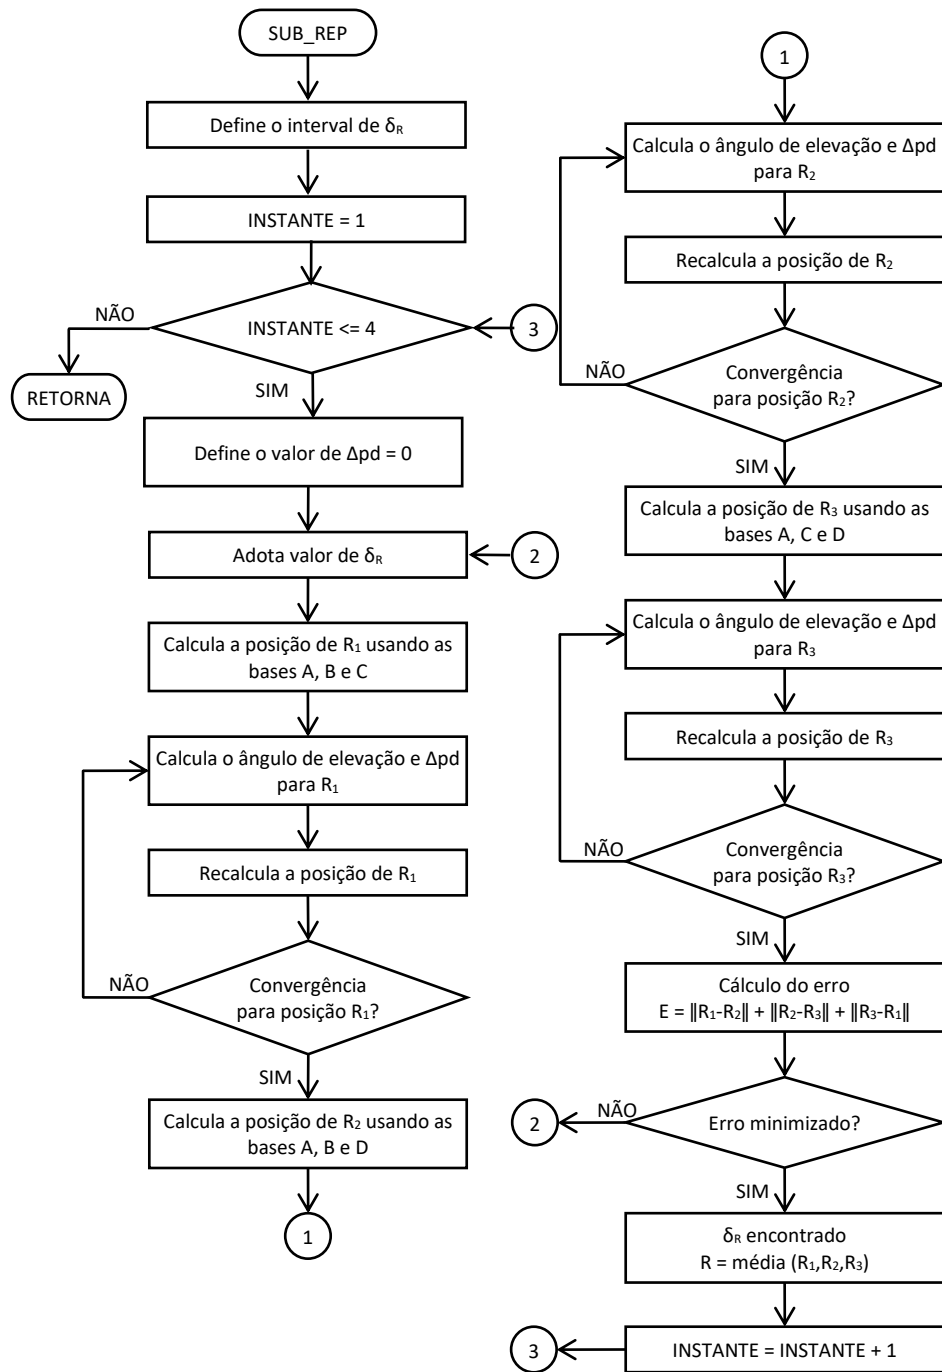 SUB_REP
Define o interval de δR
INSTANTE = 1
NÃO
INSTANTE <= 4
3
RETORNA
SIM
Define o valor de Δpd = 0
Adota valor de δR
2
Calcula a posição de R1 usando as
bases A, B e C
Calcula o ângulo de elevação e Δpd
para R1
Recalcula a posição de R1
NÃO
Convergência
para posição R1?
SIM
Calcula a posição de R2 usando as
bases A, B e D
1
1
Calcula o ângulo de elevação e Δpd
para R2
Recalcula a posição de R2
NÃO
Convergência
para posição R2?
SIM
Calcula a posição de R3 usando as
bases A, C e D
Calcula o ângulo de elevação e Δpd
para R3
Recalcula a posição de R3
NÃO
Convergência
para posição R3?
SIM
Cálculo do erro
E = ‖R1-R2‖ + ‖R2-R3‖ + ‖R3-R1‖
2
NÃO
Erro minimizado?
SIM
δR encontrado
R = média (R1,R2,R3)
3
INSTANTE = INSTANTE + 1